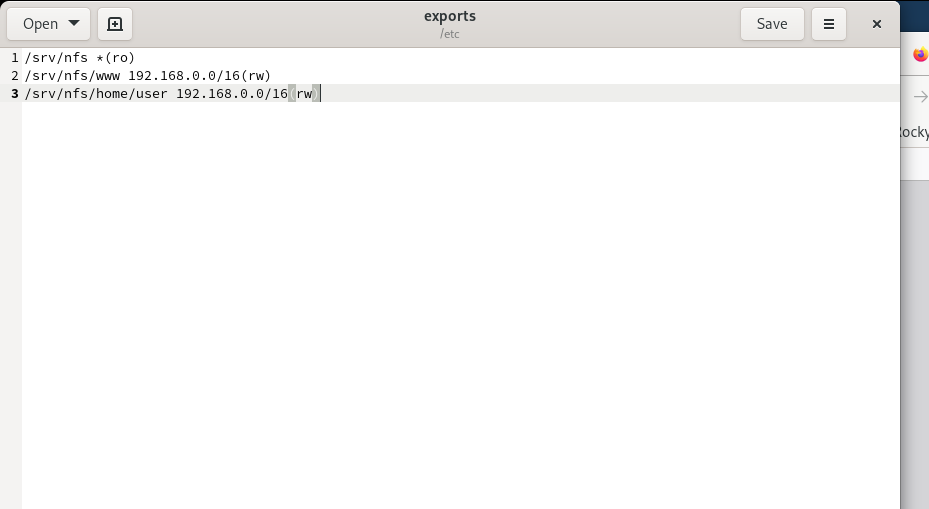 Open
exports
/etc
Save
1 /srv/nfs *(ro)
2 /srv/nfs/www 192.168.0.0/16(rw)
3 /srv/nfs/home/user 192.168.0.0/16(rw)
Rocky